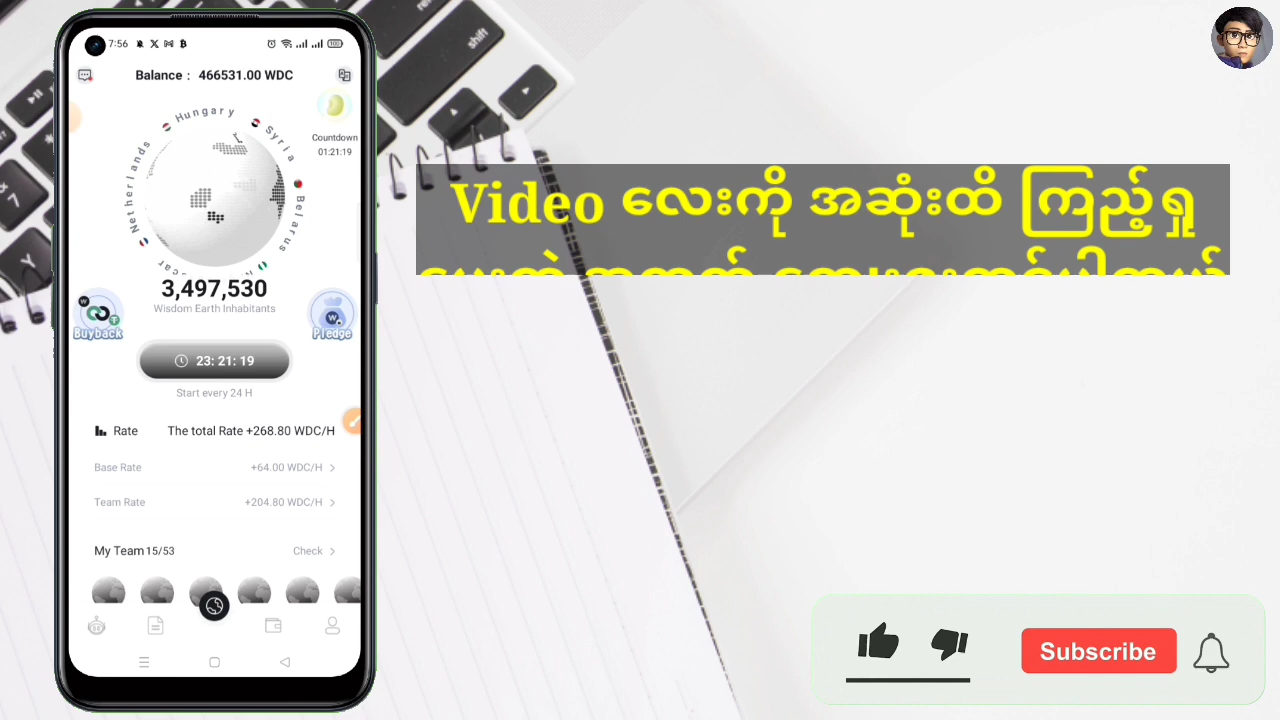 7:56
Balance : 466531.00 WDC
Hungary
Syria
Belarus
Netherlands
Countdown
01:21:19
3,497,530
Wisdom Earth Inhabitants
Buyback
Pledge
23: 21: 19
Start every 24 H
Rate The total Rate +268.80 WDC/H
Base Rate +64.00 WDC/H
Team Rate +204.80 WDC/H
My Team 15/53 Check
Video လေးကို အဆုံးထိ ကြည့်ရှု
Subscribe
shift